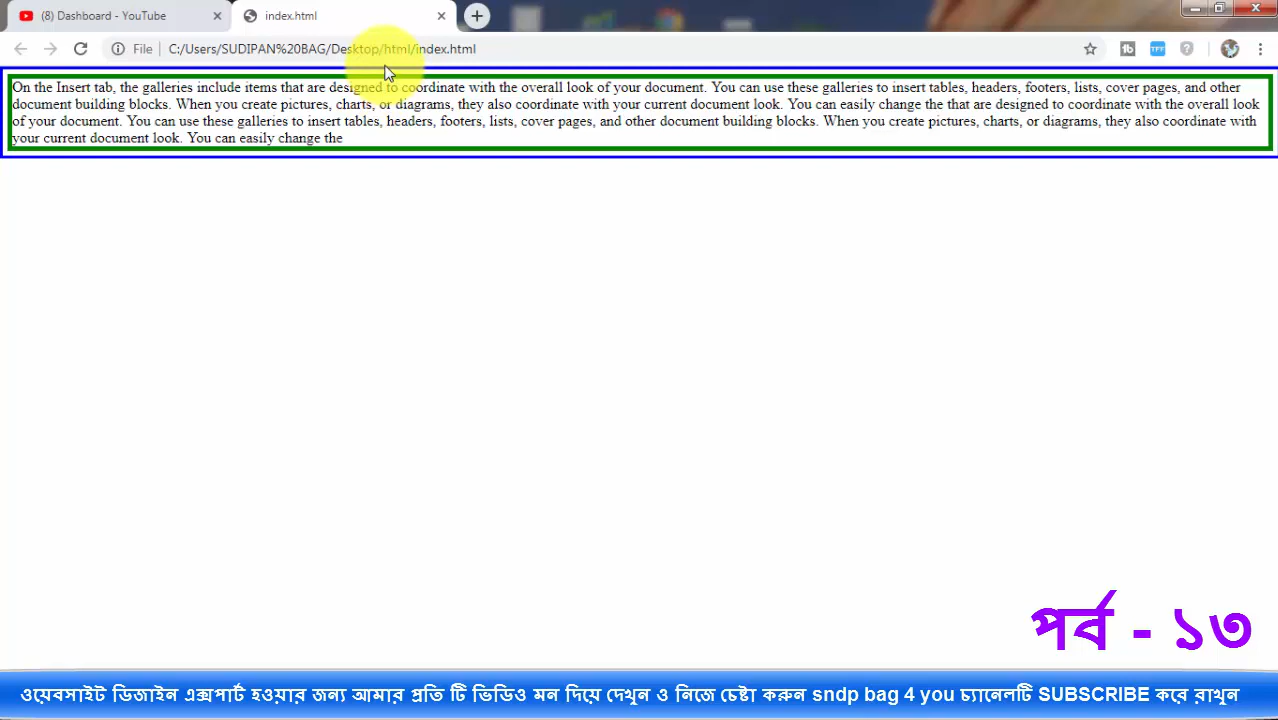 (8) Dashboard - YouTube
index.html
File
C:/Users/SUDIPAN%20BAG/Desktop/html/index.html
On the Insert tab, the galleries include items that are designed to coordinate with the overall look of your document. You can use these galleries to insert tables, headers, footers, lists, cover pages, and other
document building blocks. When you create pictures, charts, or diagrams, they also coordinate with your current document look. You can easily change the that are designed to coordinate with the overall look
of your document. You can use these galleries to insert tables, headers, footers, lists, cover pages, and other document building blocks. When you create pictures, charts, or diagrams, they also coordinate with
your current document look. You can easily change the
পর্ব - ১৩
ওয়েবসাইট ডিজাইন এক্সপার্ট হওয়ার জন্য আমার প্রতি টি ভিডিও মন দিয়ে দেখুন ও নিজে চেষ্টা করুন sndp bag 4 you চ্যানেলটি SUBSCRIBE করে রাখুন